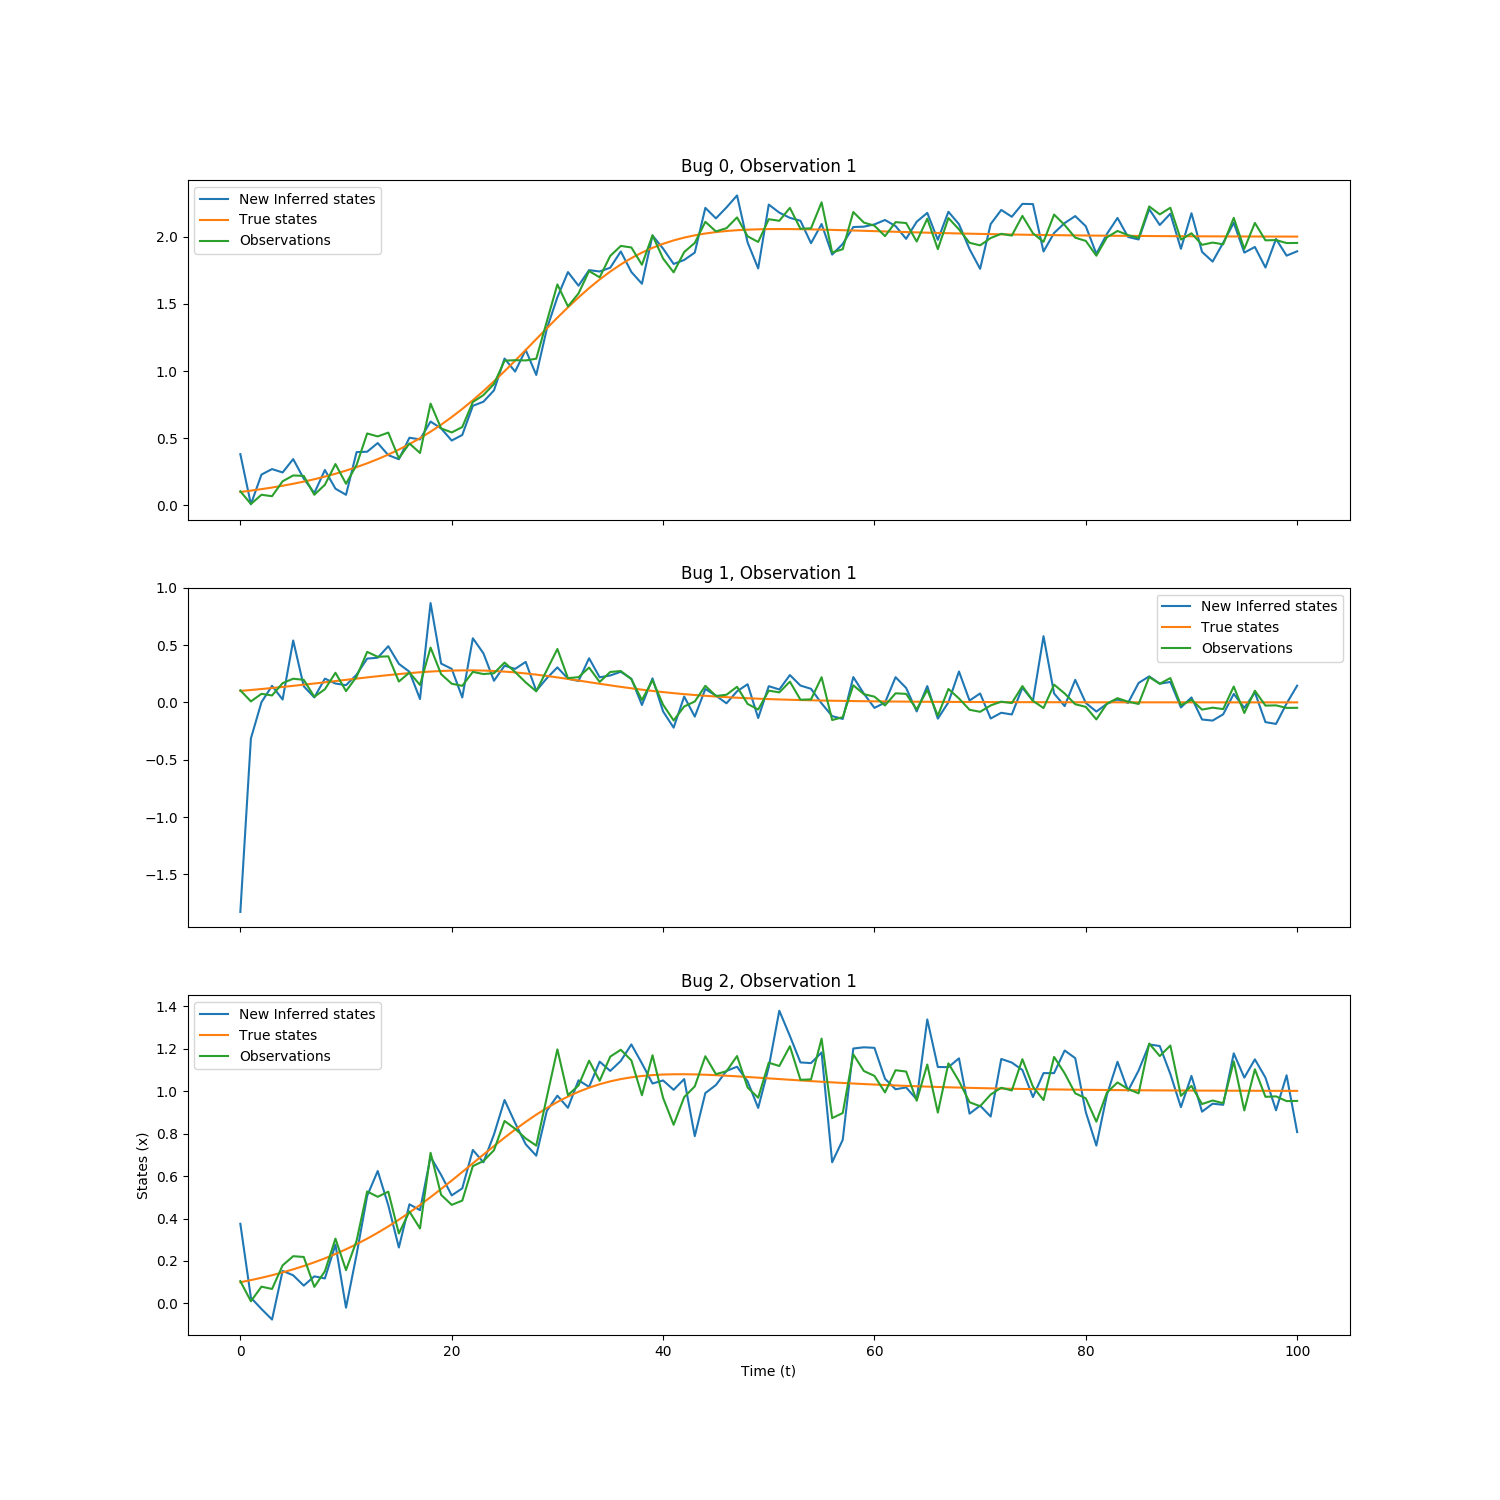 Bug 0, Observation 1
New Inferred states
True states
Observations
2.0
1.5
1.0
0.5
0.0
Bug 1, Observation 1
New Inferred states
True states
Observations
1.0
0.5
0.0
−0.5
−1.0
−1.5
Bug 2, Observation 1
New Inferred states
True states
Observations
1.4
1.2
1.0
0.8
0.6
0.4
0.2
0.0
States (x)
0 20 40 60 80 100
Time (t)